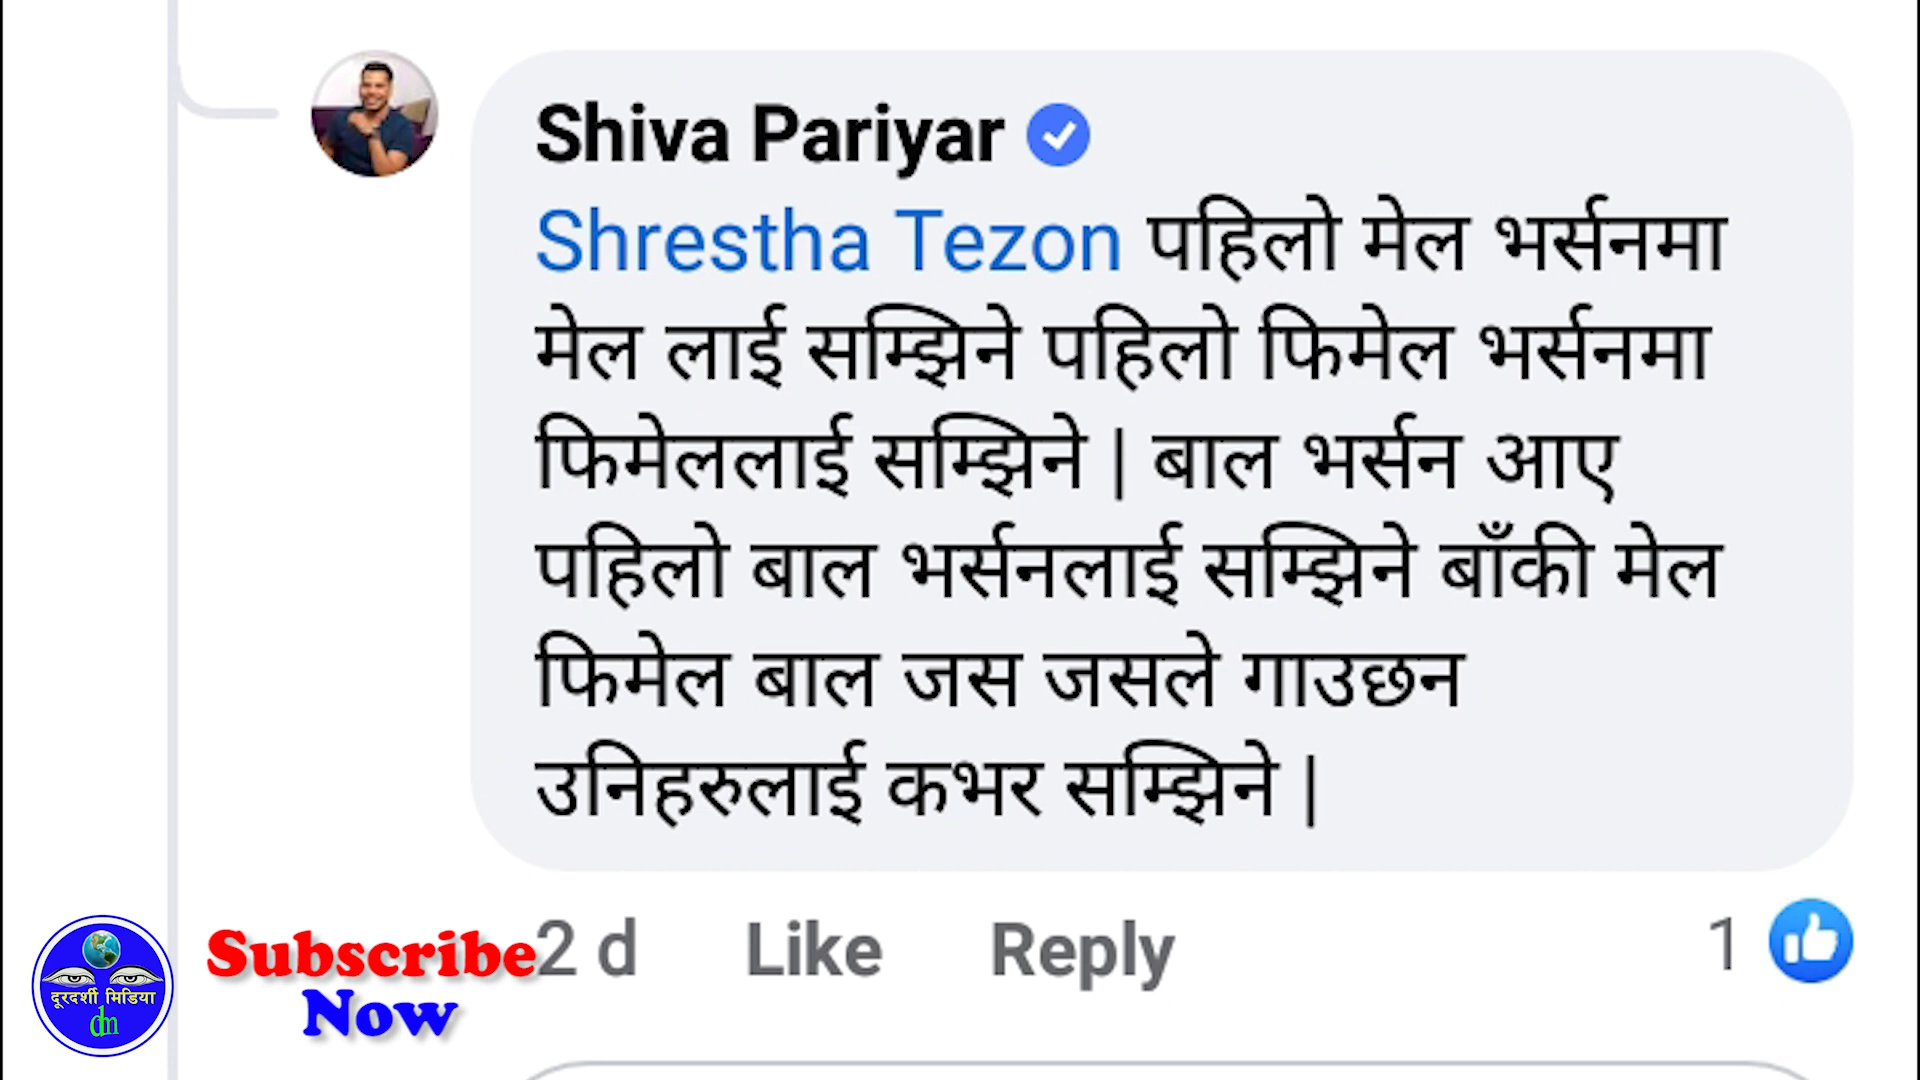 Shiva Pariyar
Shrestha Tezon पहिलो मेल भर्सनमा
मेल लाई सम्झिने पहिलो फिमेल भर्सनमा
फिमेललाई सम्झिने | बाल भर्सन आए
पहिलो बाल भर्सनलाई सम्झिने बाँकी मेल
फिमेल बाल जस जसले गाउछन
उनिहरुलाई कभर सम्झिने |
2 d Like Reply 1
Subscribe
Now
दूरदर्शी मिडिया
dm